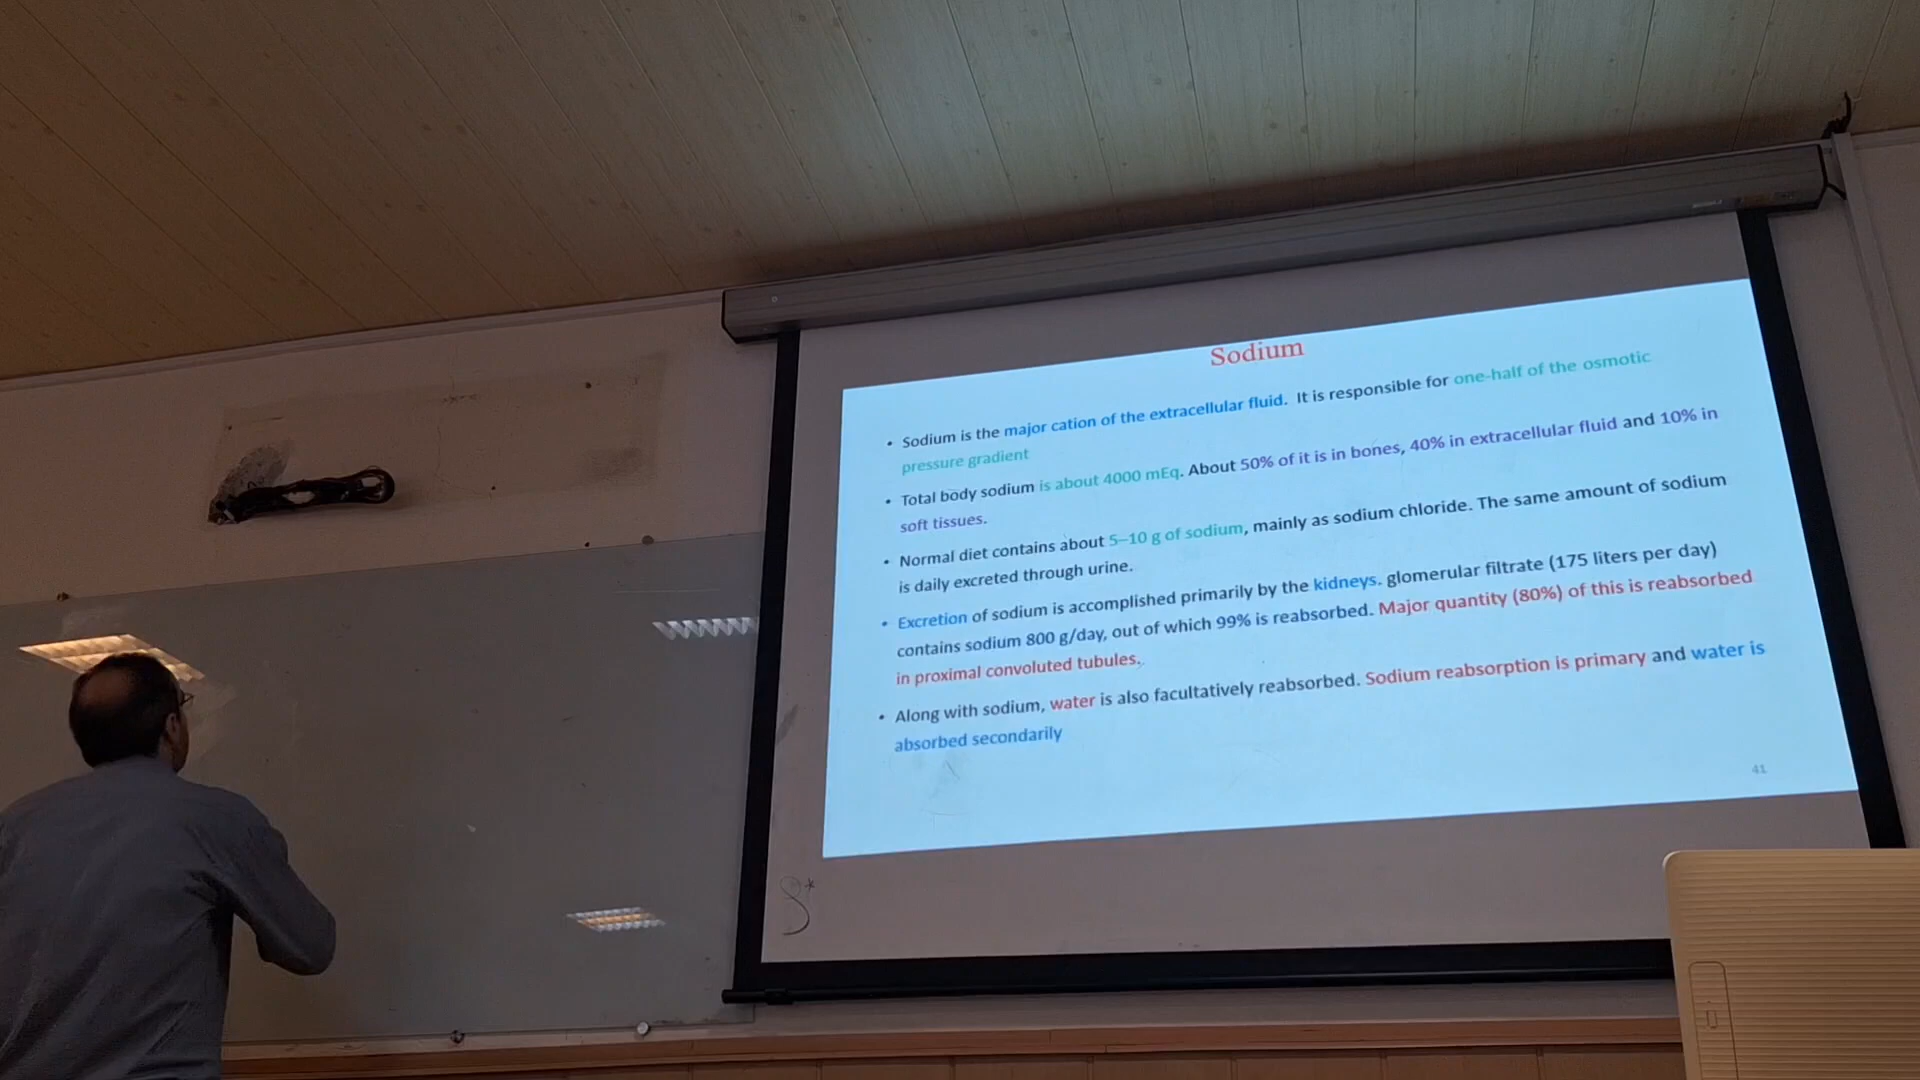 Sodium
• Sodium is the major cation of the extracellular fluid. It is responsible for one-half of the osmotic
pressure gradient
• Total body sodium is about 4000 mEq. About 50% of it is in bones, 40% in extracellular fluid and 10% in
soft tissues.
• Normal diet contains about 5–10 g of sodium, mainly as sodium chloride. The same amount of sodium
is daily excreted through urine.
• Excretion of sodium is accomplished primarily by the kidneys. glomerular filtrate (175 liters per day)
contains sodium 800 g/day, out of which 99% is reabsorbed. Major quantity (80%) of this is reabsorbed
in proximal convoluted tubules.
• Along with sodium, water is also facultatively reabsorbed. Sodium reabsorption is primary and water is
absorbed secondarily
41